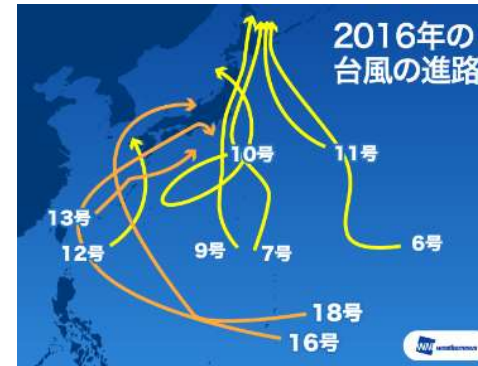 2016年の
台風の進路
10号
11号
13号
12号
9号
7号
6号
18号
16号
weathernews